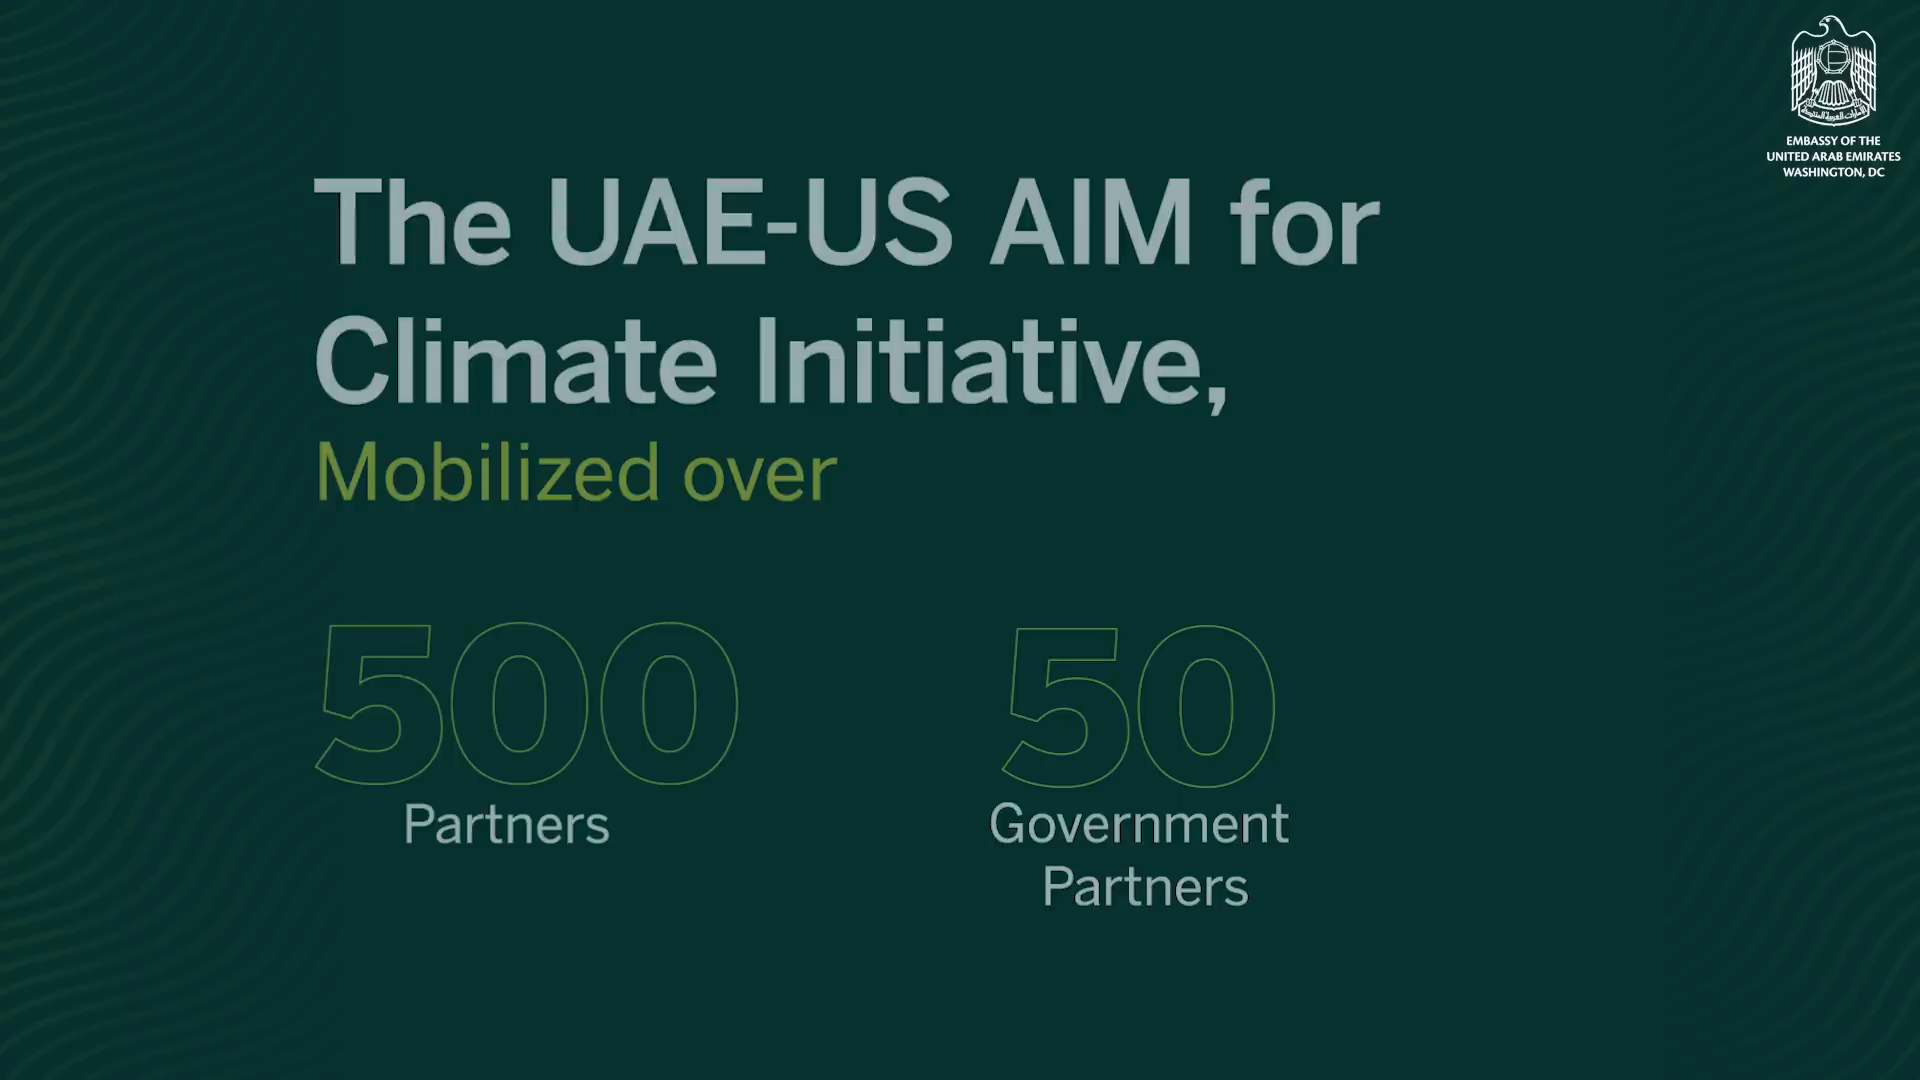 EMBASSY OF THE
UNITED ARAB EMIRATES
WASHINGTON, DC
The UAE-US AIM for
Climate Initiative,
Mobilized over
500
Partners
50
Government
Partners